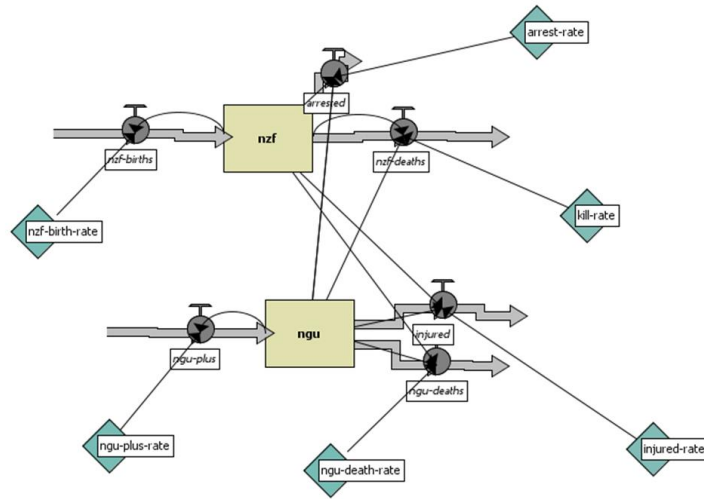 arrest-rate
arrested
nzf
nzf-births
nzf-deaths
nzf-birth-rate
kill-rate
ngu
injured
ngu-plus
ngu-deaths
ngu-plus-rate
ngu-death-rate
injured-rate